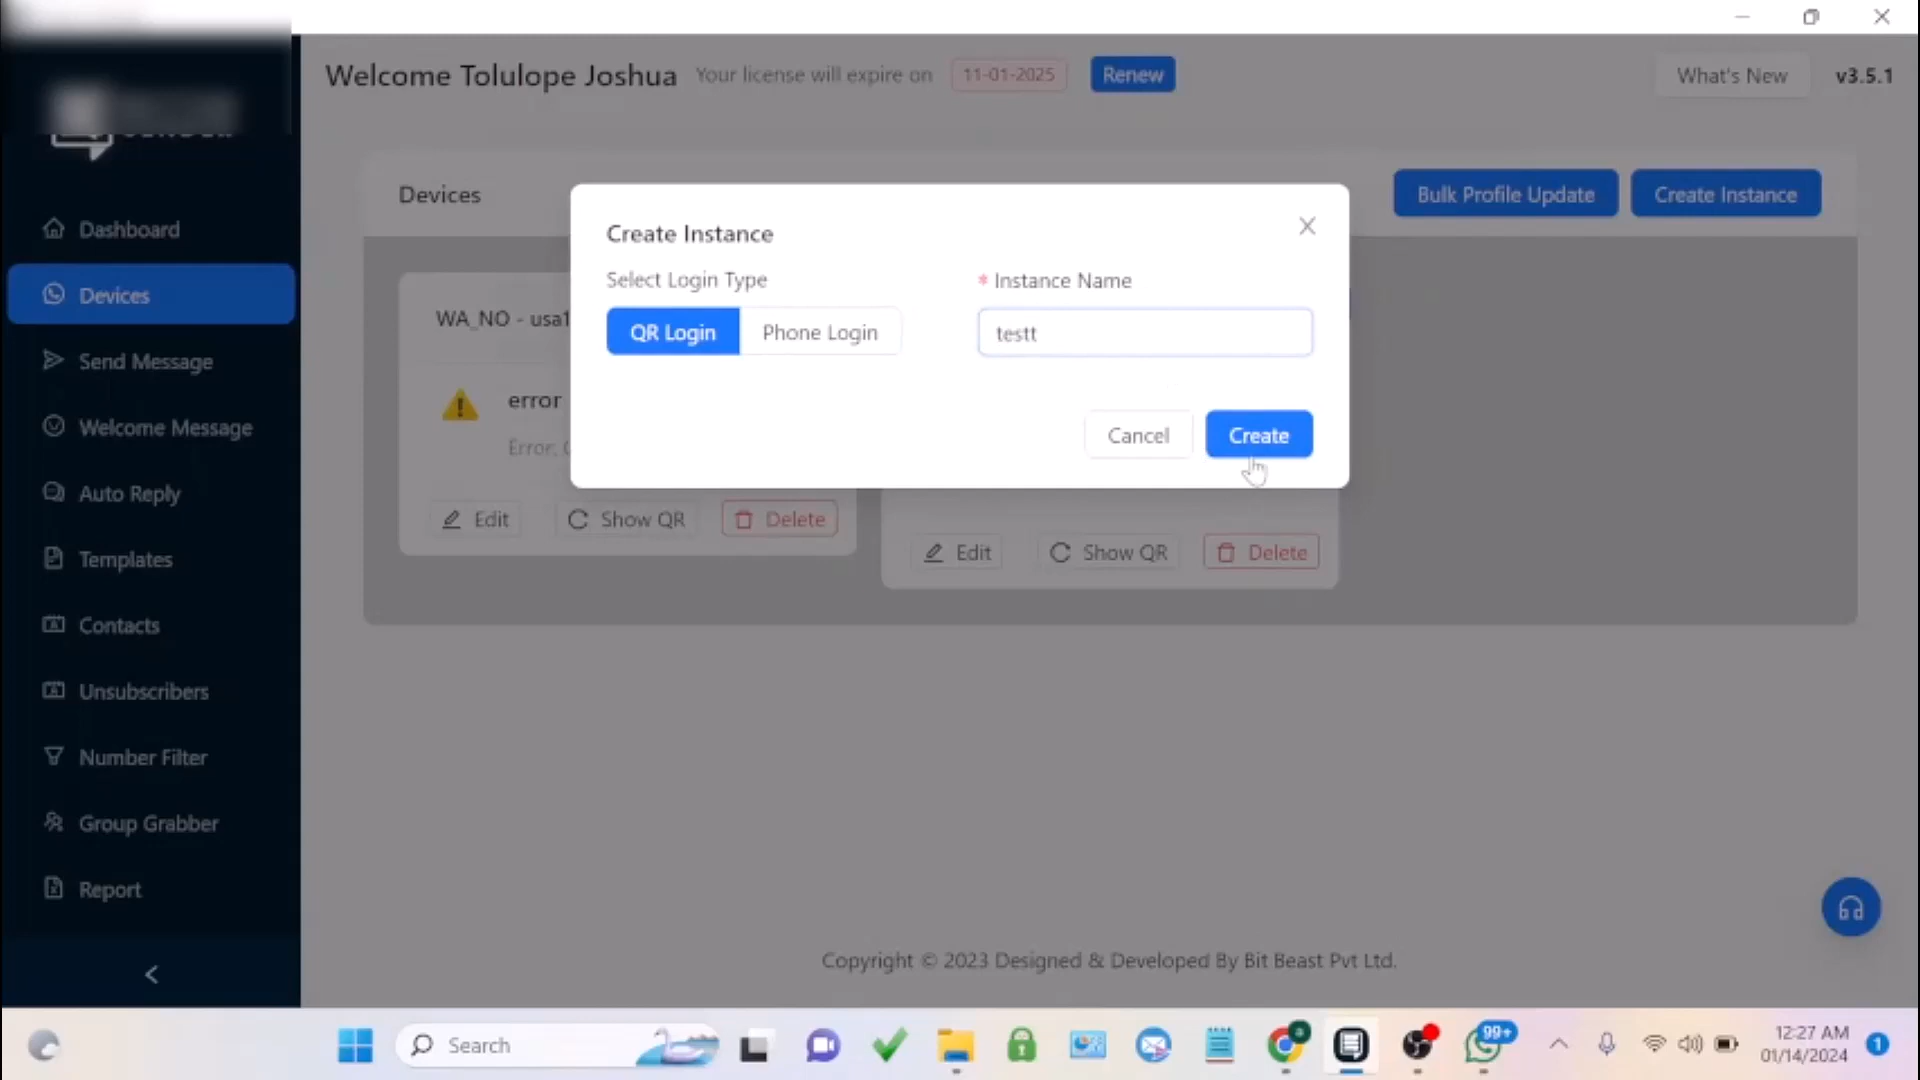 Welcome Tolulope Joshua Your license will expire on 11-01-2025 Renew What's New v3.5.1
Dashboard
Devices
Send Message
Welcome Message
Auto Reply
Templates
Contacts
Unsubscribers
Number Filter
Group Grabber
Report
Devices
Bulk Profile Update
Create Instance
WA_NO - usa1
error
Error,
Edit Show QR Delete
Edit Show QR Delete
Create Instance
Select Login Type
QR Login Phone Login
* Instance Name
testt
Cancel Create
Copyright © 2023 Designed & Developed By Bit Beast Pvt Ltd.
Search
99+
12:27 AM
01/14/2024
1